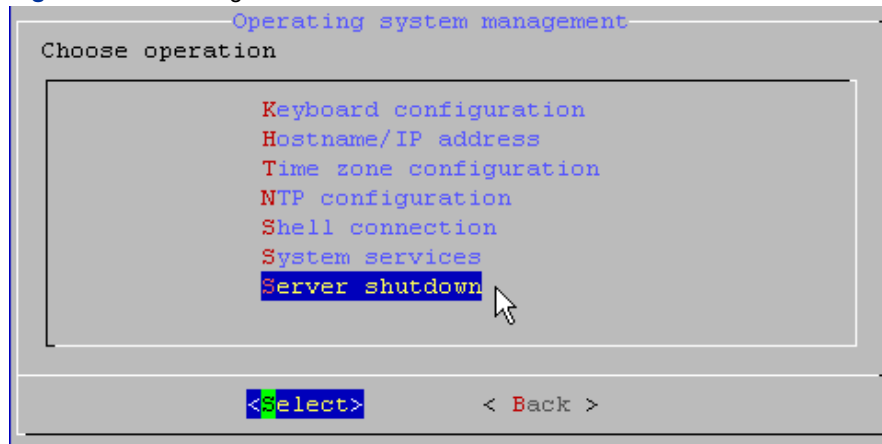 Operating system management
Choose operation
Keyboard configuration
Hostname/IP address
Time zone configuration
NTP configuration
Shell connection
System services
Server shutdown
<Select> < Back >